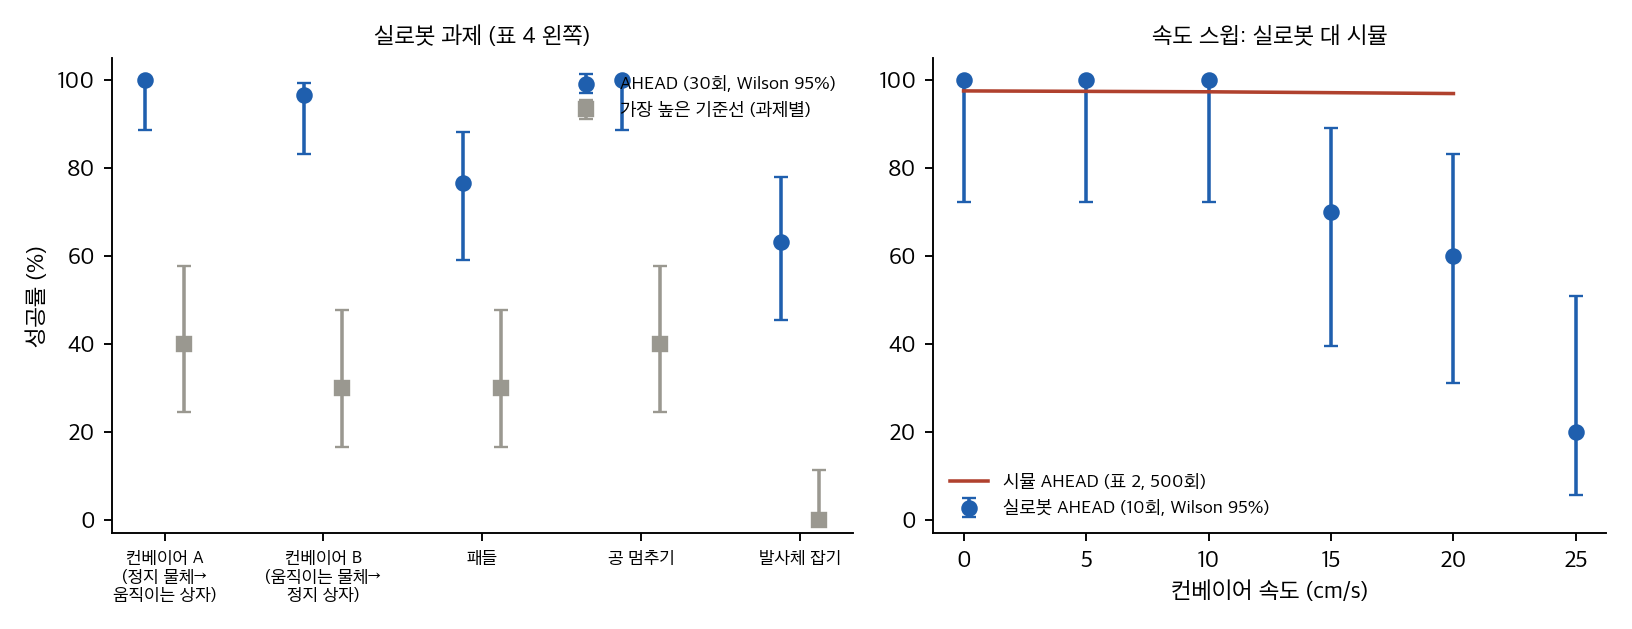 실로봇 과제 (표 4 왼쪽)
성공률 (%)
100
80
60
40
20
0
AHEAD (30회, Wilson 95%)
가장 높은 기준선 (과제별)
컨베이어 A
(정지 물체→
움직이는 상자)
컨베이어 B
(움직이는 물체→
정지 상자)
패들
공 멈추기
발사체 잡기
속도 스윕: 실로봇 대 시뮬
100
80
60
40
20
0
시뮬 AHEAD (표 2, 500회)
실로봇 AHEAD (10회, Wilson 95%)
0
5
10
15
20
25
컨베이어 속도 (cm/s)